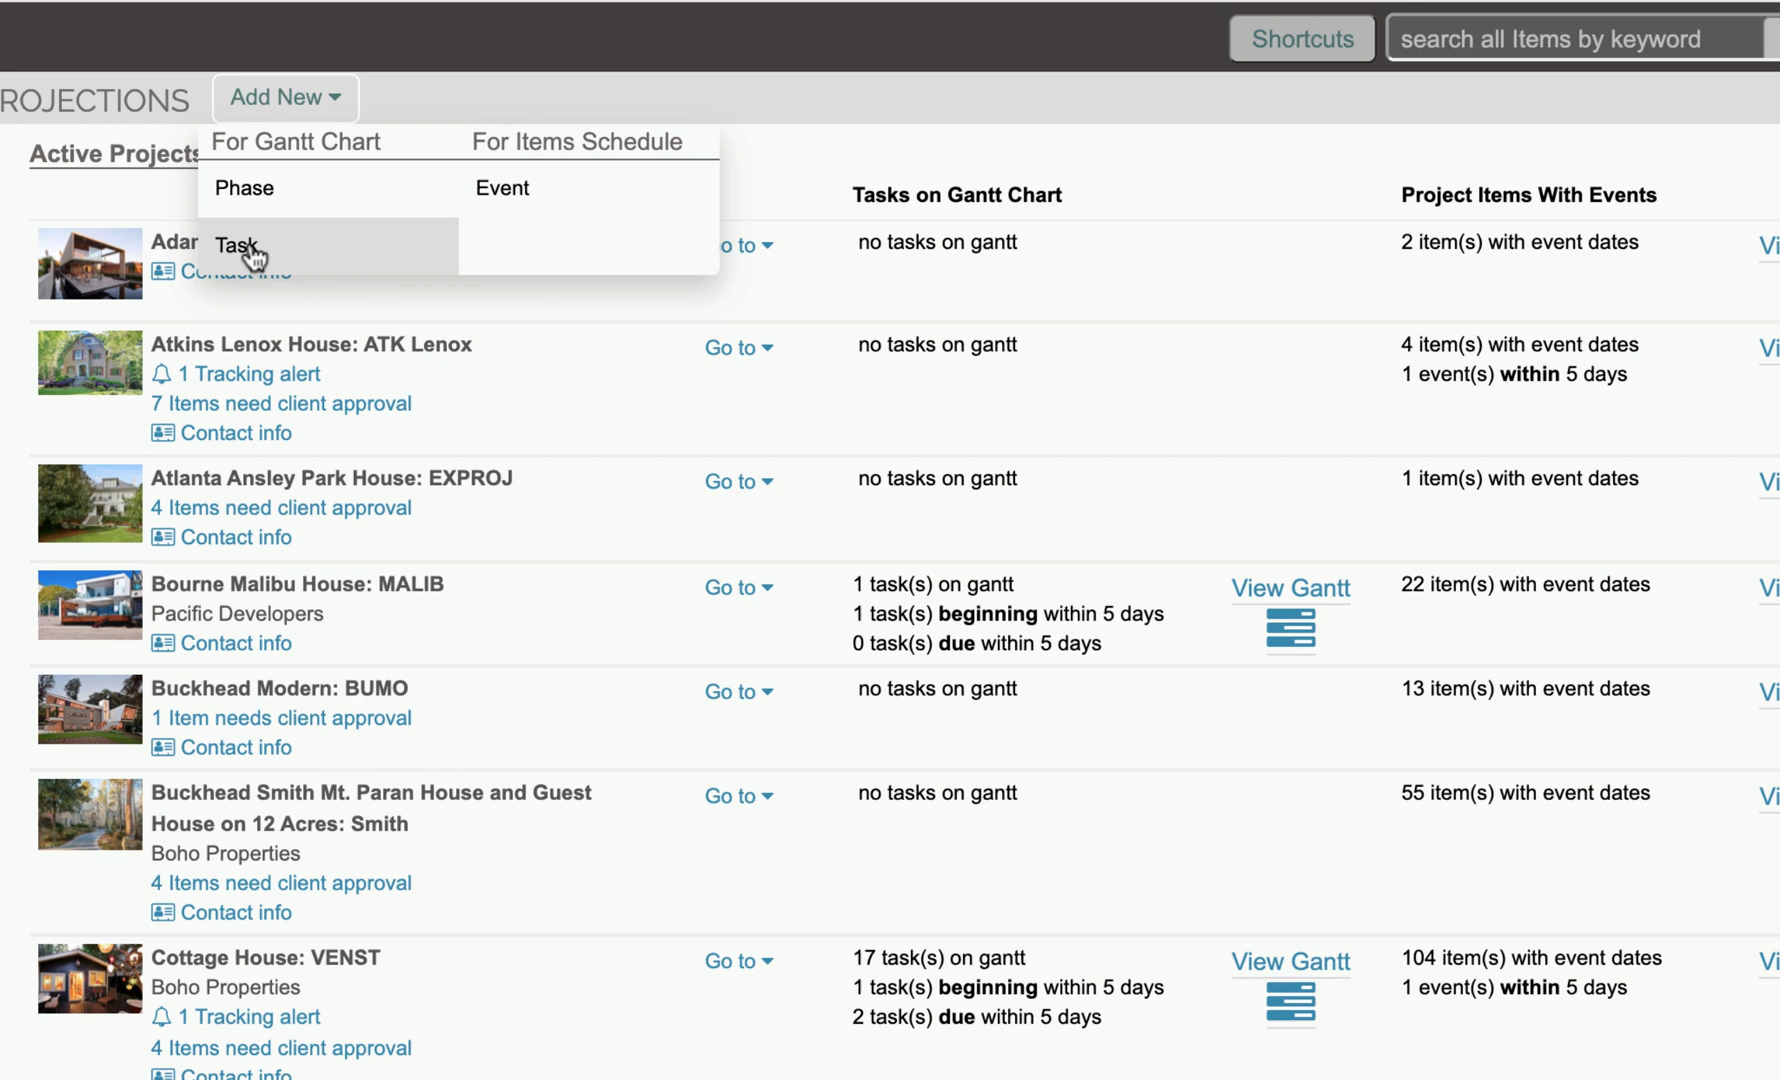 Shortcuts
search all Items by keyword
ROJECTIONS
Add New
For Gantt Chart
For Items Schedule
Active Projects
Phase
Event
Tasks on Gantt Chart
Project Items With Events
Task
Adar
o to
no tasks on gantt
2 item(s) with event dates
Vi
Contact info
Atkins Lenox House: ATK Lenox
Go to
no tasks on gantt
4 item(s) with event dates
Vi
1 Tracking alert
1 event(s) within 5 days
7 Items need client approval
Contact info
Atlanta Ansley Park House: EXPROJ
Go to
no tasks on gantt
1 item(s) with event dates
Vi
4 Items need client approval
Contact info
Bourne Malibu House: MALIB
Go to
1 task(s) on gantt
View Gantt
22 item(s) with event dates
Vi
Pacific Developers
1 task(s) beginning within 5 days
Contact info
0 task(s) due within 5 days
Buckhead Modern: BUMO
Go to
no tasks on gantt
13 item(s) with event dates
Vi
1 Item needs client approval
Contact info
Buckhead Smith Mt. Paran House and Guest
House on 12 Acres: Smith
Go to
no tasks on gantt
55 item(s) with event dates
Vi
Boho Properties
4 Items need client approval
Contact info
Cottage House: VENST
Go to
17 task(s) on gantt
View Gantt
104 item(s) with event dates
Vi
Boho Properties
1 task(s) beginning within 5 days
1 event(s) within 5 days
1 Tracking alert
2 task(s) due within 5 days
4 Items need client approval
Contact info